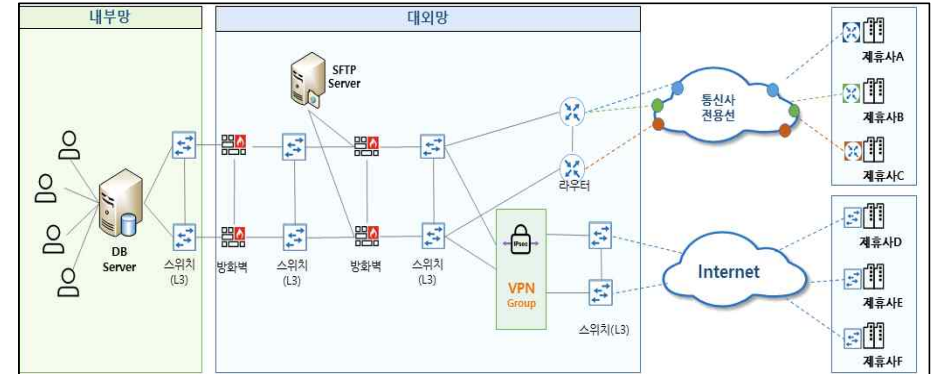 내부망
대외망
SFTP
Server
DB
Server
스위치
(L3)
방화벽
스위치
(L3)
방화벽
스위치
(L3)
라우터
IPsec
VPN
Group
스위치(L3)
통신사
전용선
Internet
제휴사A
제휴사B
제휴사C
제휴사D
제휴사E
제휴사F